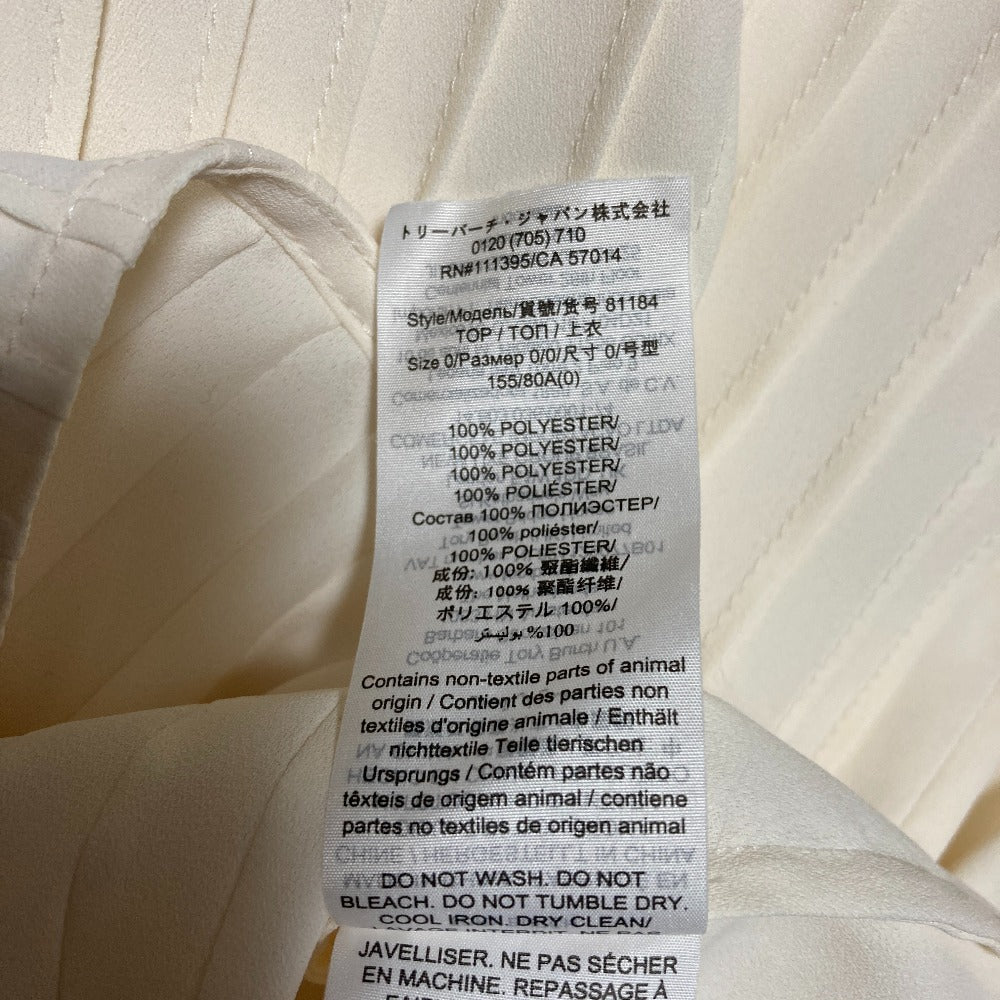 トリーバーチ・ジャパン株式会社
0120 (705) 710
RN#111395/CA 57014
Style/Модель/貨號/货号 81184
TOP / ТОП / 上衣
Size 0/Размер 0/0/尺寸 0/号型
155/80A(0)
100% POLYESTER/
100% POLYESTER/
100% POLYESTER/
100% POLIÉSTER/
Состав 100% ПОЛИЭСТЕР/
100% poliéster/
100% POLIESTER/
成份: 100% 聚酯纖維/
成份: 100% 聚酯纤维/
ポリエステル 100%/
100% بوليستر/
Contains non-textile parts of animal
origin / Contient des parties non
textiles d'origine animale / Enthält
nichttextile Teile tierischen
Ursprungs / Contém partes não
têxteis de origem animal / contiene
partes no textiles de origen animal
DO NOT WASH. DO NOT
BLEACH. DO NOT TUMBLE DRY.
COOL IRON. DRY CLEAN/
JAVELLISER. NE PAS SÉCHER
EN MACHINE. REPASSAGE À